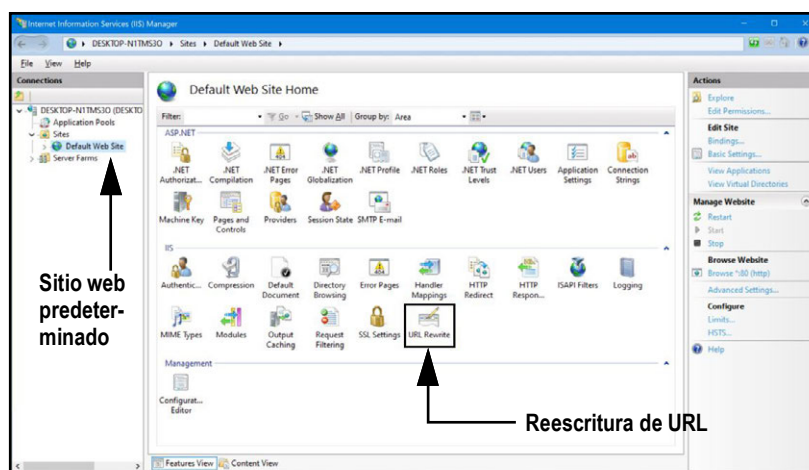 Internet Information Services (IIS) Manager
DESKTOP-N1TMS3O Sites Default Web Site
File View Help
Connections
DESKTOP-N1TMS3O (DESKTO
Application Pools
Sites
Default Web Site
Server Farms
Sitio web
predeter-
minado
Default Web Site Home
Filter: Go Show All Group by: Area
ASP.NET
.NET Authorizat...
.NET Compilation
.NET Error Pages
.NET Globalization
.NET Profile
.NET Roles
.NET Trust Levels
.NET Users
Application Settings
Connection Strings
Machine Key
Pages and Controls
Providers
Session State
SMTP E-mail
IIS
Authentic...
Compression
Default Document
Directory Browsing
Error Pages
Handler Mappings
HTTP Redirect
HTTP Respon...
ISAPI Filters
Logging
MIME Types
Modules
Output Caching
Request Filtering
SSL Settings
URL Rewrite
Management
Configurat... Editor
Reescritura de URL
Features View Content View
Actions
Explore
Edit Permissions...
Edit Site
Bindings...
Basic Settings...
View Applications
View Virtual Directories
Manage Website
Restart
Start
Stop
Browse Website
Browse *:80 (http)
Advanced Settings...
Configure
Limits...
HSTS...
Help